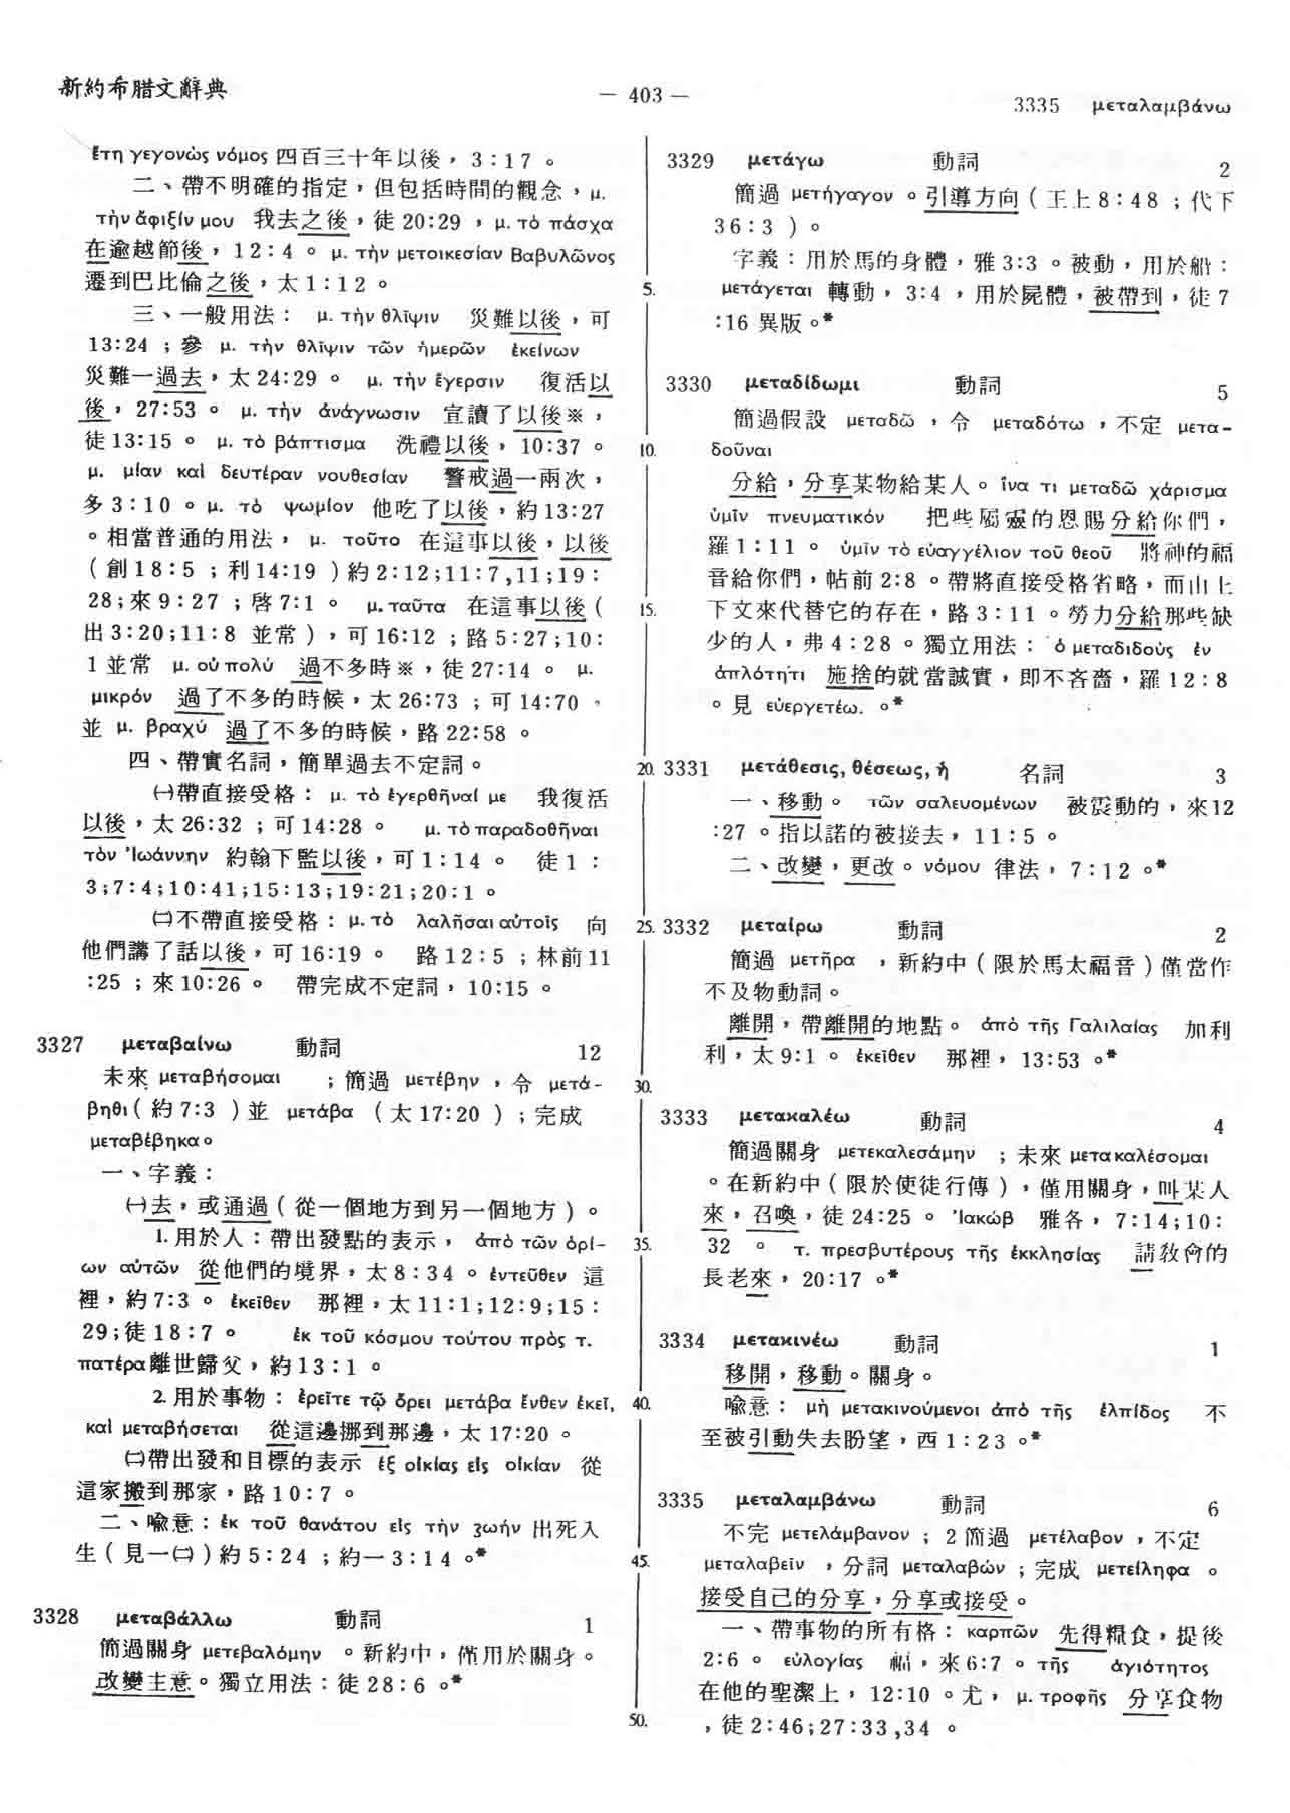 新約希腊文辭典
— 403 —
3335 μεταλαμβάνω
ἔτη γεγονὼς νόμος 四百三十年以後，3:17 。
二、帶不明確的指定，但包括時間的觀念，μ.
τὴν ἄφιξίν μου 我去之後，徒 20:29 ，μ. τὸ πάσχα
在逾越節後，12:4 。 μ. τὴν μετοικεσίαν Βαβυλῶνος
遷到巴比倫之後，太 1:12 。
三、一般用法： μ. τὴν θλῖψιν 災難以後，可
13:24 ；參 μ. τὴν θλῖψιν τῶν ἡμερῶν ἐκείνων
災難一過去，太 24:29 。 μ. τὴν ἔγερσιν 復活以
後，27:53 。 μ. τὴν ἀνάγνωσιν 宣讀了以後※，
徒 13:15 。 μ. τὸ βάπτισμα 洗禮以後，10:37 。
μ. μίαν καὶ δευτέραν νουθεσίαν 警戒過一兩次，
多 3:10 。μ. τὸ ψωμίον 他吃了以後，約 13:27
。相當普通的用法， μ. τοῦτο 在這事以後，以後
（創 18:5 ；利 14:19 ）約 2:12;11:7,11;19:
28;來 9:27 ；啓 7:1 。 μ. ταῦτα 在這事以後（
出 3:20;11:8 並常），可 16:12 ；路 5:27;10:
1 並常 μ. οὐ πολύ 過不多時※，徒 27:14 。 μ.
μικρόν 過了不多的時候，太 26:73 ；可 14:70 。
並 μ. βραχύ 過了不多的時候，路 22:58 。
四、帶實名詞，簡單過去不定詞。
㈠帶直接受格： μ. τὸ ἐγερθῆναί με 我復活
以後，太 26:32 ；可 14:28 。 μ. τὸ παραδοθῆναι
τὸν Ἰωάννην 約翰下監以後，可 1:14 。 徒 1 :
3;7:4;10:41;15:13;19:21;20:1 。
㈡不帶直接受格：μ. τὸ λαλῆσαι αὐτοῖς 向
他們講了話以後，可 16:19 。 路 12:5 ；林前 11
:25 ；來 10:26 。 帶完成不定詞，10:15 。
3327 μεταβαίνω 動詞 12
未來 μεταβήσομαι ；簡過 μετέβην ，令 μετά-
βηθι（約 7:3 ）並 μετάβα （太 17:20 ）；完成
μεταβέβηκα 。
一、字義：
㈠去，或通過（從一個地方到另一個地方）。
1. 用於人：帶出發點的表示， ἀπὸ τῶν ὁρί-
ων αὐτῶν 從他們的境界，太 8:34 。ἐντεῦθεν 這
裡，約 7:3 。 ἐκεῖθεν 那裡，太 11:1;12:9;15:
29;徒 18:7 。 ἐκ τοῦ κόσμου τούτου πρὸς τ.
πατέρα 離世歸父，約 13:1 。
2. 用於事物： ἐρεῖτε τῷ ὄρει μετάβα ἔνθεν ἐκεῖ,
καὶ μεταβήσεται 從這邊挪到那邊，太 17:20 。
㈡帶出發和目標的表示 ἐξ οἰκίας εἰς οἰκίαν 從
這家搬到那家，路 10:7 。
二、喩意：ἐκ τοῦ θανάτου εἰς τὴν ζωήν 出死入
生（見一㈡）約 5:24 ；約一 3:14 。*
3328 μεταβάλλω 動詞 1
簡過關身 μετεβαλόμην 。新約中，僅用於關身。
改變主意。獨立用法：徒 28:6 。*
5.
10.
15.
20.
25.
30.
35.
40.
45.
50.
3329 μετάγω 動詞 2
簡過 μετήγαγον 。引導方向（王上 8:48 ；代下
36:3 ）。
字義：用於馬的身體，雅 3:3 。被動，用於船：
μετάγεται 轉動，3:4 ，用於屍體，被帶到，徒 7
:16 異版。*
3330 μεταδίδωμι 動詞 5
簡過假設 μεταδῶ ，令 μεταδότω ，不定 μετα-
δοῦναι
分給，分享某物給某人。ἵνα τι μεταδῶ χάρισμα
ὑμῖν πνευματικόν 把些屬靈的恩賜分給你們，
羅 1:11 。 ὑμῖν τὸ εὐαγγέλιον τοῦ θεοῦ 將神的福
音給你們，帖前 2:8 。帶將直接受格省略，而由上
下文來代替它的存在，路 3:11 。勞力分給那些缺
少的人，弗 4:28 。獨立用法： ὁ μεταδιδοὺς ἐν
ἁπλότητι 施捨的就當誠實，即不吝嗇，羅 12:8
。見 εὐεργετέω. 。*
3331 μετάθεσις, θέσεως, ἡ 名詞 3
一、移動。 τῶν σαλευομένων 被震動的，來 12
:27 。指以諾的被接去，11:5 。
二、改變，更改。νόμου 律法，7:12 。*
3332 μεταίρω 動詞 2
簡過 μετῆρα ，新約中（限於馬太福音）僅當作
不及物動詞。
離開，帶離開的地點。 ἀπὸ τῆς Γαλιλαίας 加利
利，太 9:1 。 ἐκεῖθεν 那裡，13:53 。*
3333 μετακαλέω 動詞 4
簡過關身 μετεκαλεσάμην ；未來 μετακαλέσομαι
。在新約中（限於使徒行傳），僅用關身，叫某人
來，召喚，徒 24:25 。 Ἰακώβ 雅各，7:14;10:
32 。 τ. πρεσβυτέρους τῆς ἐκκλησίας 請敎會的
長老來，20:17 。*
3334 μετακινέω 動詞 1
移開，移動。關身。
喩意： μὴ μετακινούμενοι ἀπὸ τῆς ἐλπίδος 不
至被引動失去盼望，西 1:23 。*
3335 μεταλαμβάνω 動詞 6
不完 μετελάμβανον ；2 簡過 μετέλαβον ，不定
μεταλαβεῖν ，分詞 μεταλαβών ；完成 μετείληφα 。
接受自己的分享，分享或接受。
一、帶事物的所有格： καρπῶν 先得糧食，提後
2:6 。 εὐλογίας 福，來 6:7 。τῆς ἁγιότητος
在他的聖潔上，12:10 。尤， μ. τροφῆς 分享食物
，徒 2:46;27:33,34 。